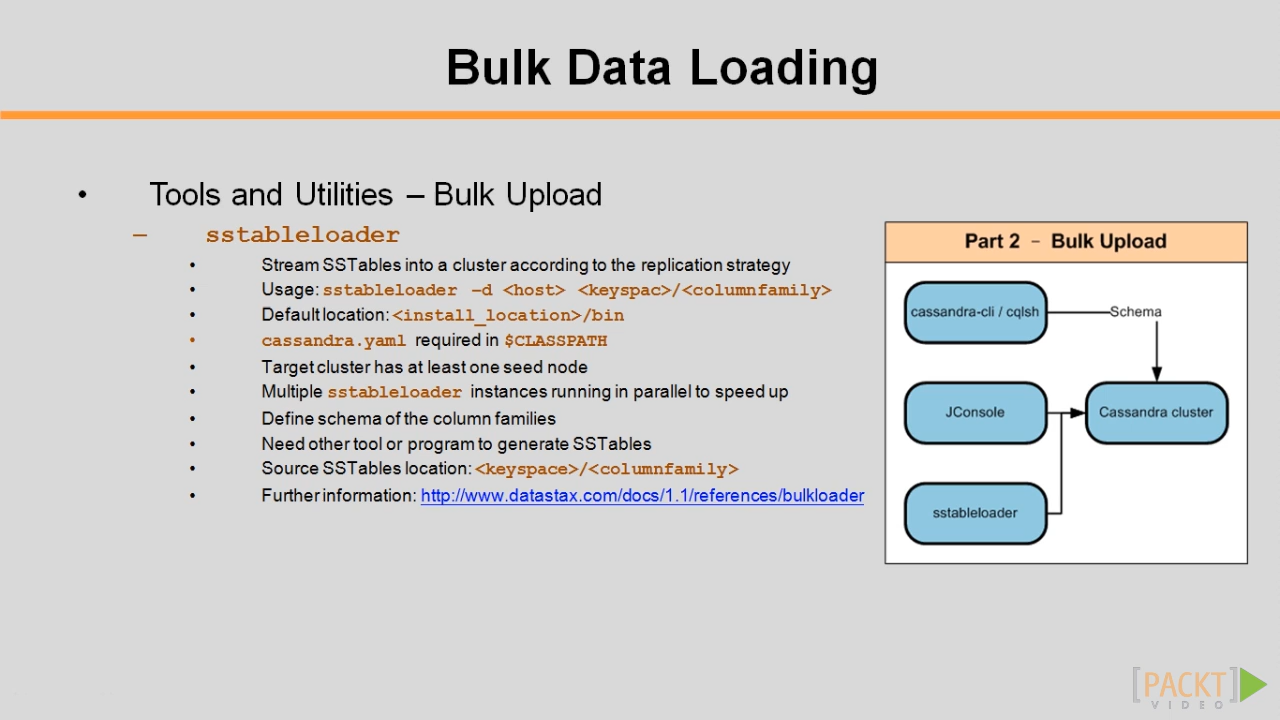 Bulk Data Loading
• Tools and Utilities – Bulk Upload
– sstableloader
• Stream SSTables into a cluster according to the replication strategy
• Usage: sstableloader –d <host> <keyspac>/<columnfamily>
• Default location: <install_location>/bin
• cassandra.yaml required in $CLASSPATH
• Target cluster has at least one seed node
• Multiple sstableloader instances running in parallel to speed up
• Define schema of the column families
• Need other tool or program to generate SSTables
• Source SSTables location: <keyspace>/<columnfamily>
• Further information: http://www.datastax.com/docs/1.1/references/bulkloader
Part 2 – Bulk Upload
cassandra-cli / cqlsh
Schema
JConsole
Cassandra cluster
sstableloader
[PACKT]
VIDEO